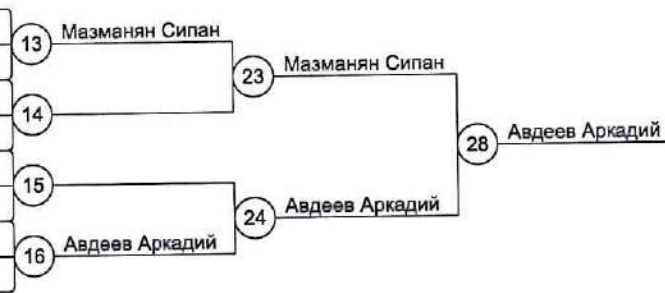 13 Мазманян Сипан
23 Мазманян Сипан
14
28 Авдеев Аркадий
15
24 Авдеев Аркадий
16 Авдеев Аркадий